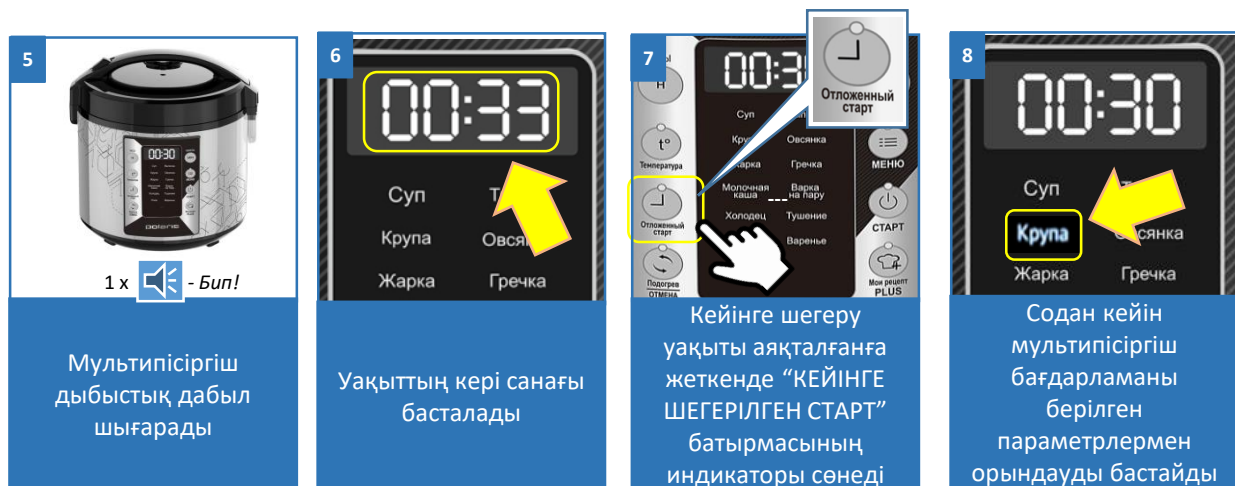 5
00:30
polaris
1 x - Бип!
Мультипісіргіш
дыбыстық дабыл
шығарады
6
00:33
Суп
Крупа
Жарка Гречка
Уақыттың кері санағы
басталады
7
Н
t°
Температура
Отложенный
старт
Подогрев
ОТМЕНА
Суп
Овсянка
Жарка Гречка
Молочная каша Варка на пару
---
Холодец Тушение
Варенье
Отложенный
старт
МЕНЮ
СТАРТ
Мои рецепт
PLUS
Кейінге шегеру
уақыты аяқталғанға
жеткенде “КЕЙІНГЕ
ШЕГЕРІЛГЕН СТАРТ”
батырмасының
индикаторы сөнеді
8
00:30
Суп
Крупа
Жарка Гречка
Содан кейін
мультипісіргіш
бағдарламаны
берілген
параметрлермен
орындауды бастайды